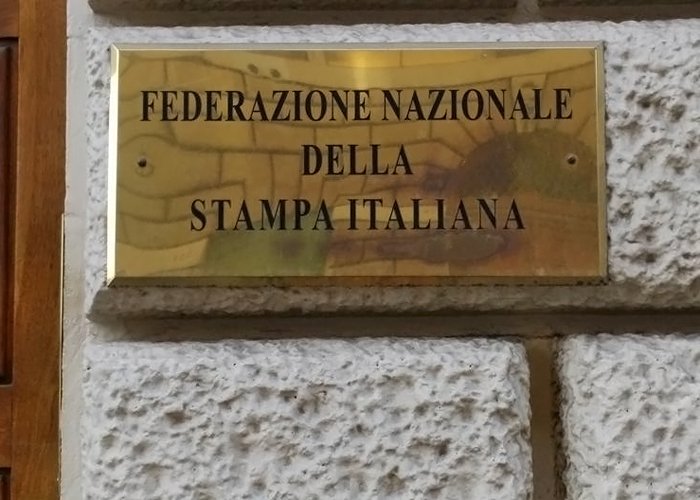 FEDERAZIONE NAZIONALE
DELLA
STAMPA ITALIANA